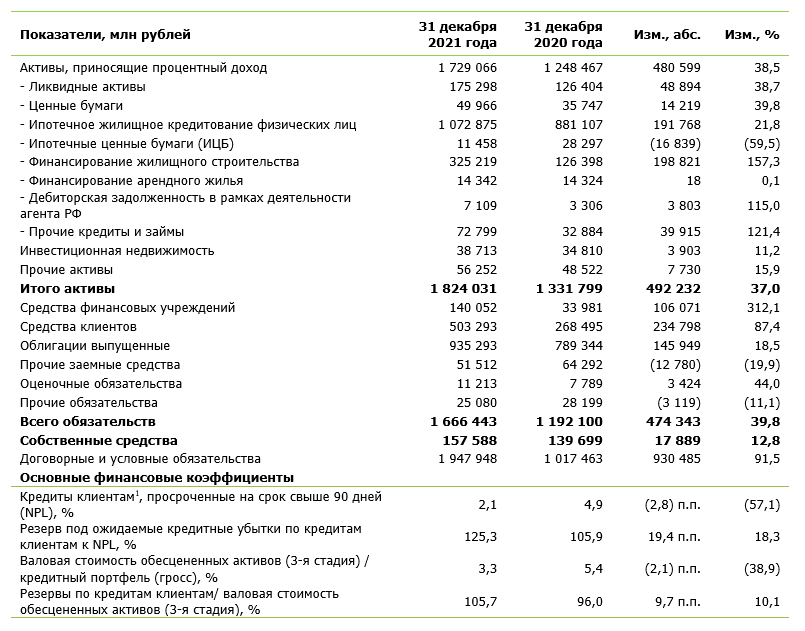 Показатели, млн рублей 31 декабря 2021 года 31 декабря 2020 года Изм., абс. Изм., %
Активы, приносящие процентный доход 1 729 066 1 248 467 480 599 38,5
- Ликвидные активы 175 298 126 404 48 894 38,7
- Ценные бумаги 49 966 35 747 14 219 39,8
- Ипотечное жилищное кредитование физических лиц 1 072 875 881 107 191 768 21,8
- Ипотечные ценные бумаги (ИЦБ) 11 458 28 297 (16 839) (59,5)
- Финансирование жилищного строительства 325 219 126 398 198 821 157,3
- Финансирование арендного жилья 14 342 14 324 18 0,1
- Дебиторская задолженность в рамках деятельности
агента РФ 7 109 3 306 3 803 115,0
- Прочие кредиты и займы 72 799 32 884 39 915 121,4
Инвестиционная недвижимость 38 713 34 810 3 903 11,2
Прочие активы 56 252 48 522 7 730 15,9
Итого активы 1 824 031 1 331 799 492 232 37,0
Средства финансовых учреждений 140 052 33 981 106 071 312,1
Средства клиентов 503 293 268 495 234 798 87,4
Облигации выпущенные 935 293 789 344 145 949 18,5
Прочие заемные средства 51 512 64 292 (12 780) (19,9)
Оценочные обязательства 11 213 7 789 3 424 44,0
Прочие обязательства 25 080 28 199 (3 119) (11,1)
Всего обязательств 1 666 443 1 192 100 474 343 39,8
Собственные средства 157 588 139 699 17 889 12,8
Договорные и условные обязательства 1 947 948 1 017 463 930 485 91,5
Основные финансовые коэффициенты
Кредиты клиентам¹, просроченные на срок свыше 90 дней
(NPL), % 2,1 4,9 (2,8) п.п. (57,1)
Резерв под ожидаемые кредитные убытки по кредитам
клиентам к NPL, % 125,3 105,9 19,4 п.п. 18,3
Валовая стоимость обесцененных активов (3-я стадия) /
кредитный портфель (гросс), % 3,3 5,4 (2,1) п.п. (38,9)
Резервы по кредитам клиентам/ валовая стоимость
обесцененных активов (3-я стадия), % 105,7 96,0 9,7 п.п. 10,1